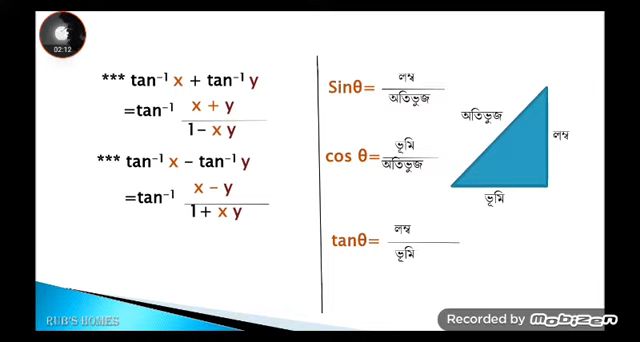 02:12
*** tan⁻¹ x + tan⁻¹ y
=tan⁻¹ x + y
1– x y
*** tan⁻¹ x – tan⁻¹ y
=tan⁻¹ x – y
1+ x y
Sinθ= লম্ব
অতিভুজ
cos θ= ভূমি
অতিভুজ
tanθ= লম্ব
ভূমি
অতিভুজ
লম্ব
ভূমি
RUB'S HOMES
Recorded by Mobizen